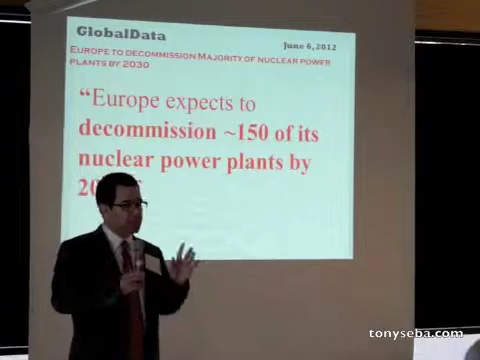 GlobalData
June 6,2012
EUROPE TO DECOMMISSION MAJORITY OF NUCLEAR POWER
PLANTS BY 2030
“Europe expects to
decommission ~150 of its
nuclear power plants by
tonyseba.com